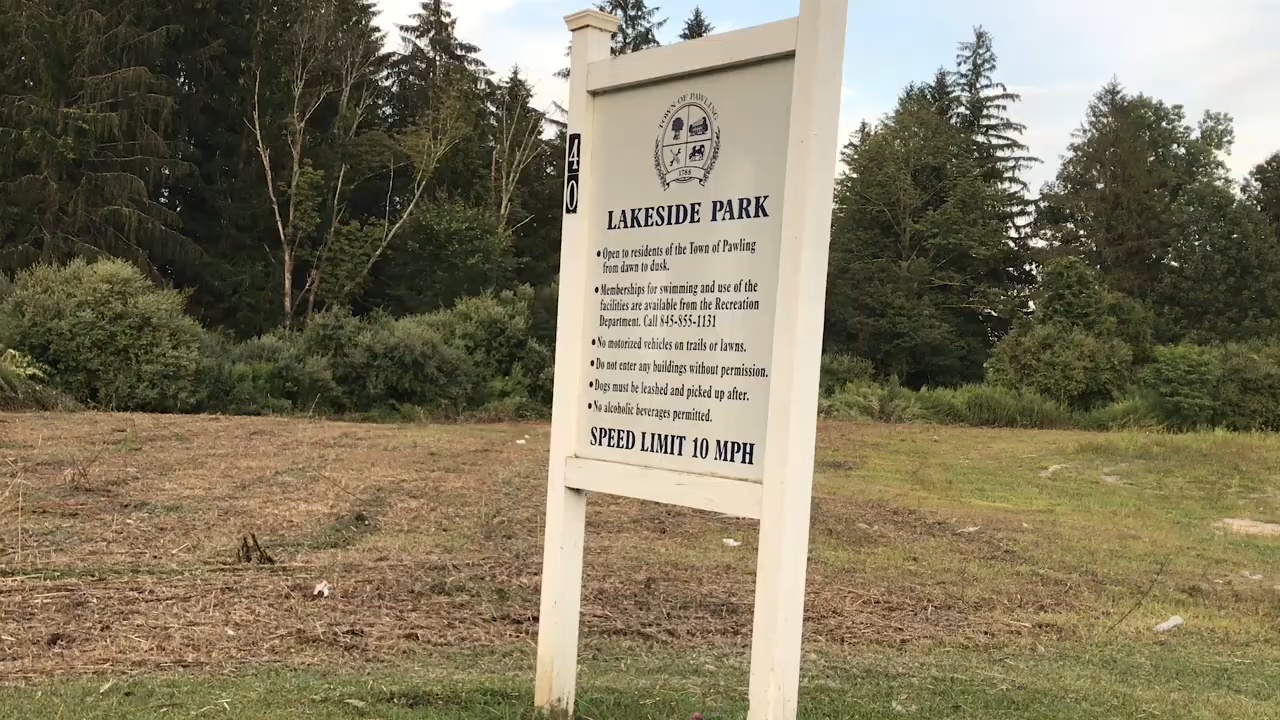 40
TOWN OF PAWLING
1788
LAKESIDE PARK
• Open to residents of the Town of Pawling
from dawn to dusk.
• Memberships for swimming and use of the
facilities are available from the Recreation
Department. Call 845-855-1131
• No motorized vehicles on trails or lawns.
• Do not enter any buildings without permission.
• Dogs must be leashed and picked up after.
• No alcoholic beverages permitted.
SPEED LIMIT 10 MPH